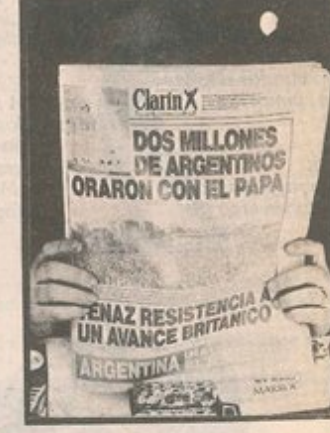 Clarín
DOS MILLONES
DE ARGENTINOS
ORARON CON EL PAPA
TENAZ RESISTENCIA A
UN AVANCE BRITANICO
ARGENTINA